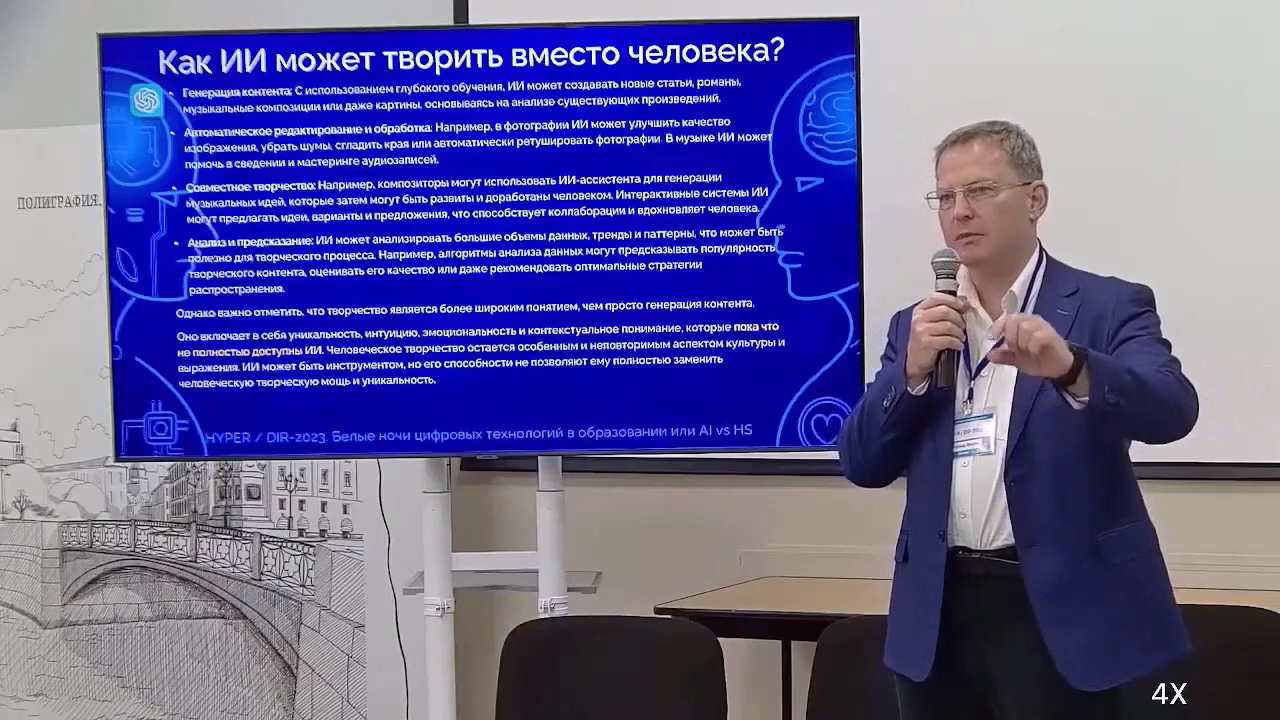 Как ИИ может творить вместо человека?
• Генерация контента: С использованием глубокого обучения, ИИ может создавать новые статьи, романы,
музыкальные композиции или даже картины, основываясь на анализе существующих произведений.
• Автоматическое редактирование и обработка: Например, в фотографии ИИ может улучшить качество
изображения, убрать шумы, сгладить края или автоматически ретушировать фотографии. В музыке ИИ может
помочь в сведении и мастеринге аудиозаписей.
• Совместное творчество: Например, композиторы могут использовать ИИ-ассистента для генерации
музыкальных идей, которые затем могут быть развиты и доработаны человеком. Интерактивные системы ИИ
могут предлагать идеи, варианты и предложения, что способствует коллаборации и вдохновляет человека.
• Анализ и предсказание: ИИ может анализировать большие объемы данных, тренды и паттерны, что может быть
полезно для творческого процесса. Например, алгоритмы анализа данных могут предсказывать популярность
творческого контента, оценивать его качество или даже рекомендовать оптимальные стратегии
распространения.
Однако важно отметить, что творчество является более широким понятием, чем просто генерация контента.
Оно включает в себя уникальность, интуицию, эмоциональность и контекстуальное понимание, которые пока что
не полностью доступны ИИ. Человеческое творчество остается особенным и неповторимым аспектом культуры и
выражения. ИИ может быть инструментом, но его способности не позволяют ему полностью заменить
человеческую творческую мощь и уникальность.
HYPER / DIR-2023. Белые ночи цифровых технологий в образовании или AI vs HS
ПОЛИГРАФИЯ.
4X